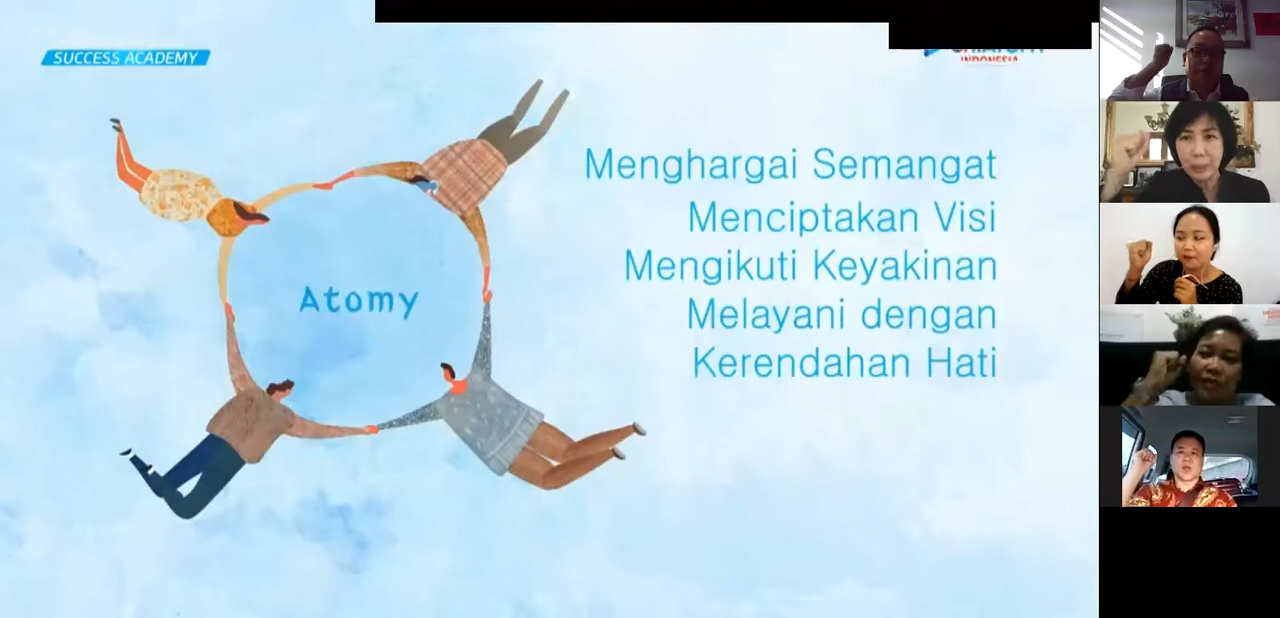 SUCCESS ACADEMY
INDONESIA
Menghargai Semangat
Menciptakan Visi
Mengikuti Keyakinan
Melayani dengan
Kerendahan Hati
Atomy